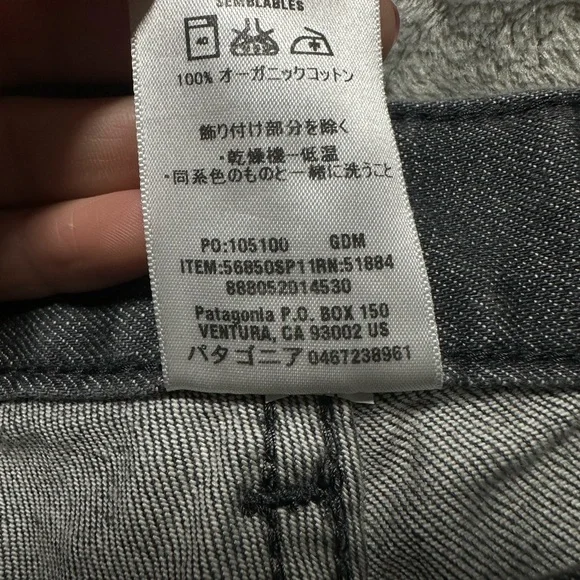 SEMBLABLES
40
100% オーガニックコットン
飾り付け部分を除く
・乾燥機一低温
・同系色のものと一緒に洗うこと
PO:105100 GDM
ITEM:56850SP11RN:51884
888052014530
Patagonia P.O. BOX 150
VENTURA, CA 93002 US
パタゴニア 0467238961